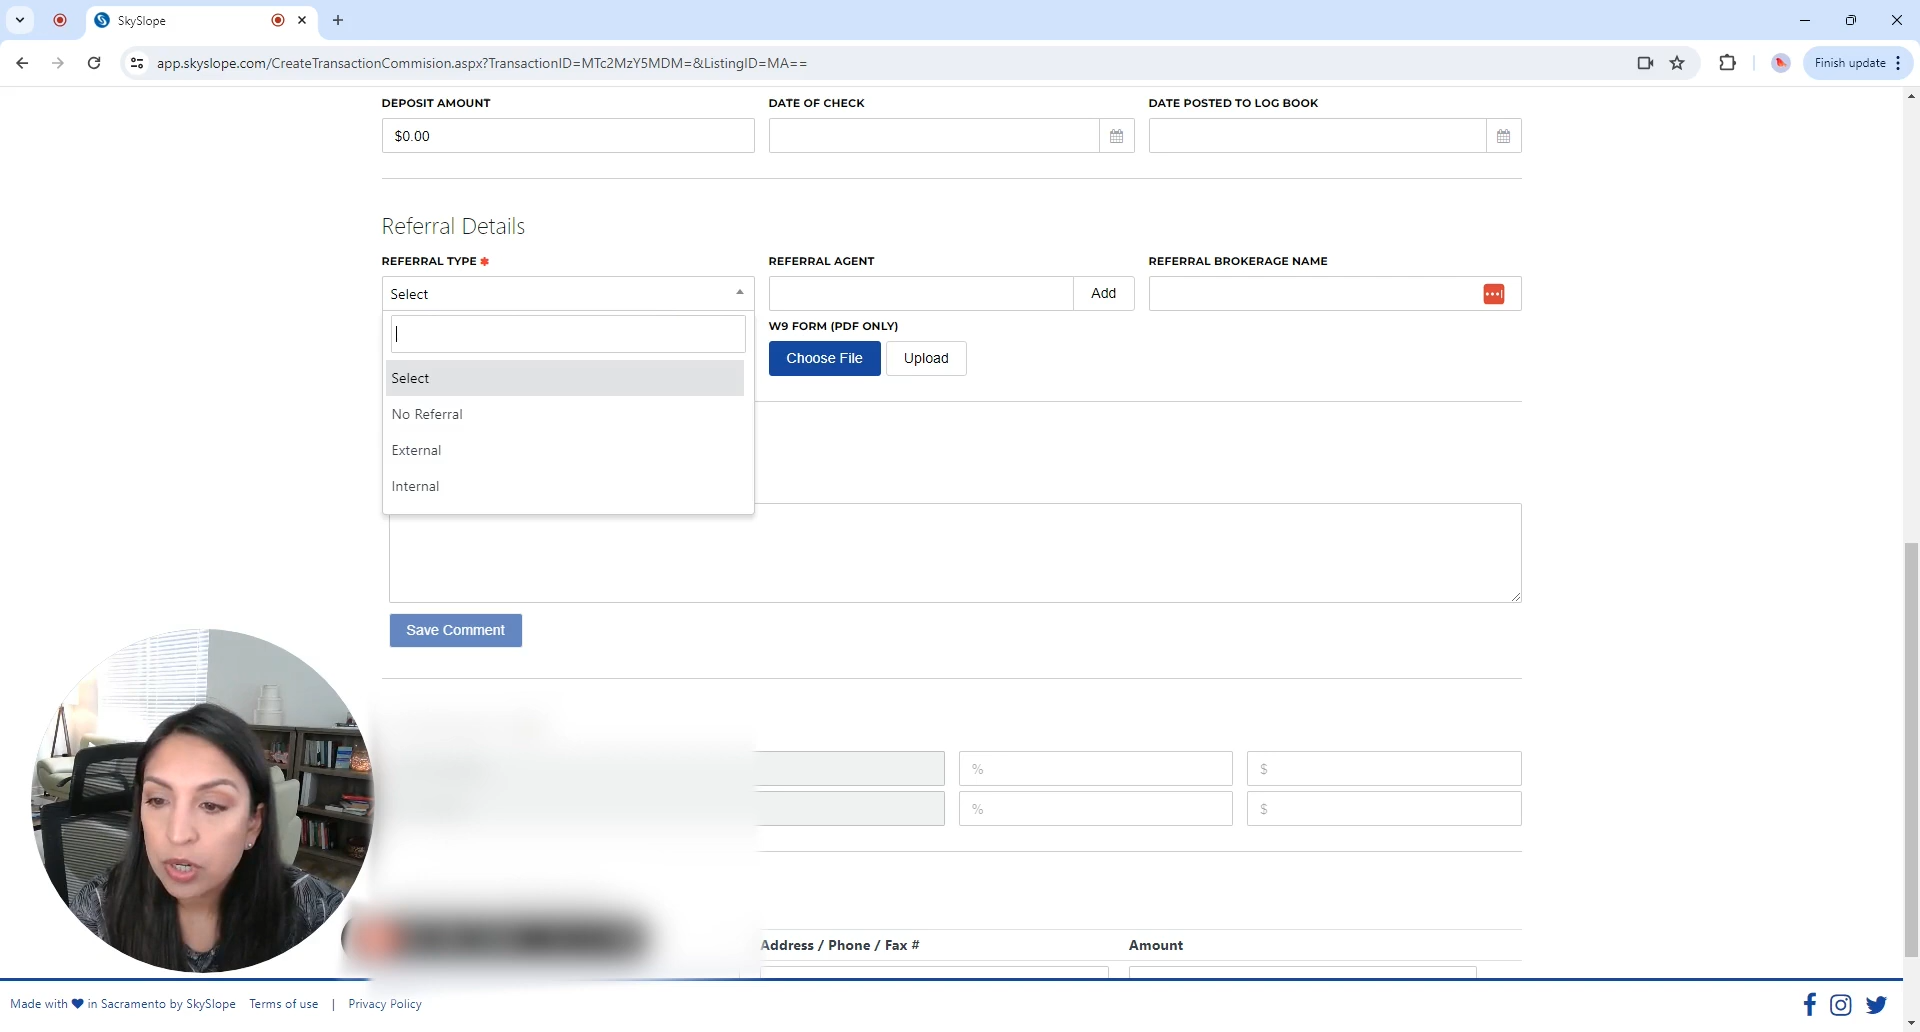 SkySlope
app.skyslope.com/CreateTransactionCommision.aspx?TransactionID=MTc2MzY5MDM=&ListingID=MA==
Finish update
DEPOSIT AMOUNT
DATE OF CHECK
DATE POSTED TO LOG BOOK
$0.00
Referral Details
REFERRAL TYPE *
REFERRAL AGENT
REFERRAL BROKERAGE NAME
Select
Add
W9 FORM (PDF ONLY)
Choose File
Upload
Select
No Referral
External
Internal
Save Comment
% $
% $
Address / Phone / Fax #
Amount
Made with ♥ in Sacramento by SkySlope Terms of use | Privacy Policy